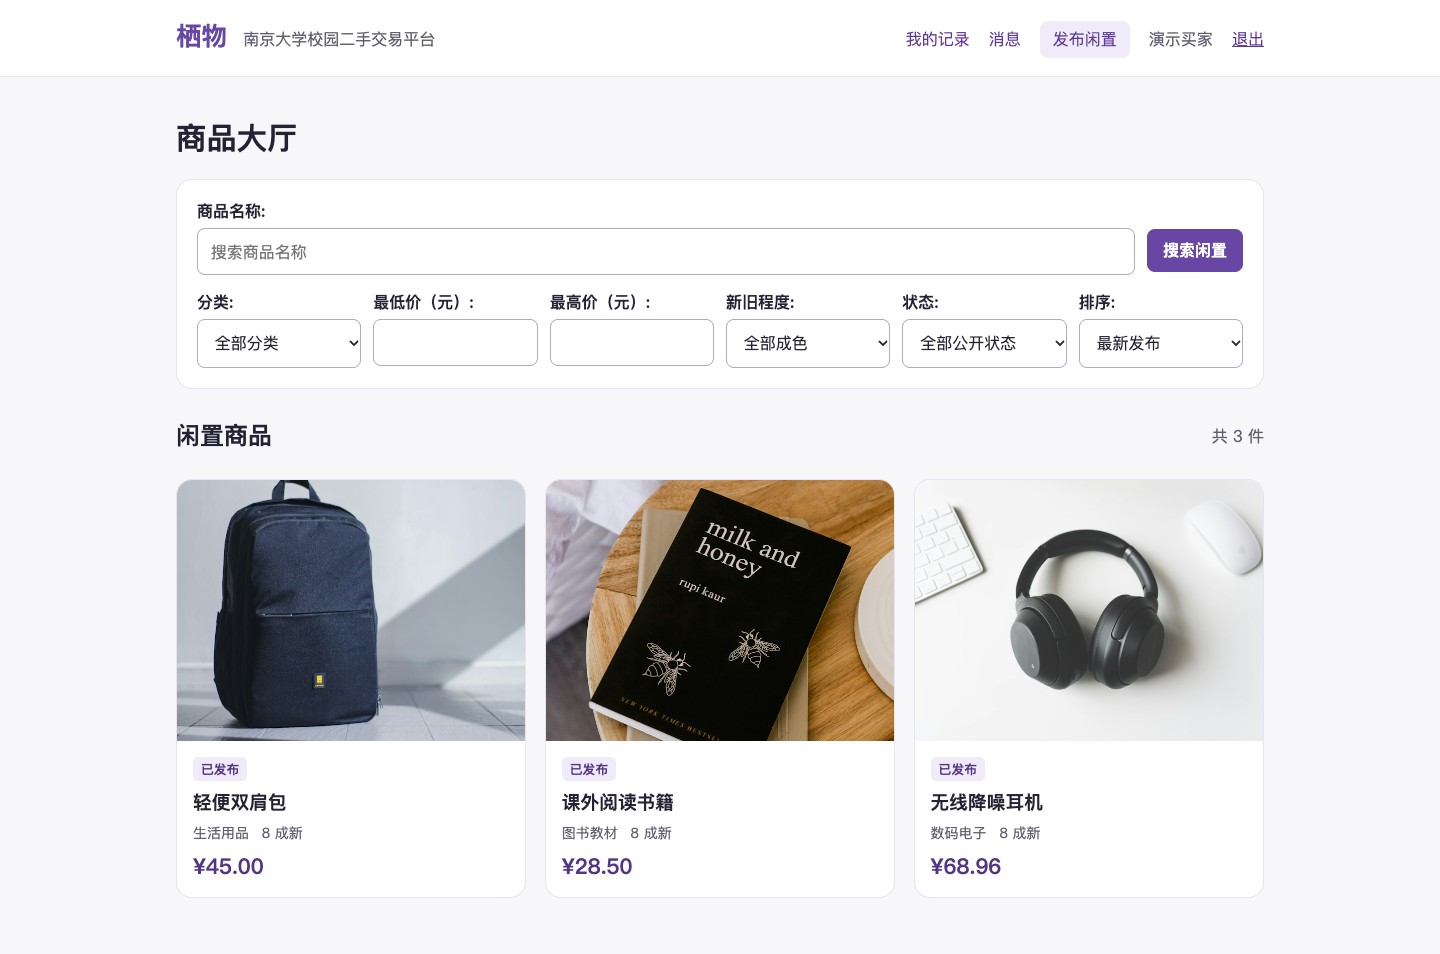 栖物 南京大学校园二手交易平台 我的记录 消息 发布闲置 演示买家 退出
商品大厅
商品名称:
搜索商品名称 搜索闲置
分类: 最低价（元）: 最高价（元）: 新旧程度: 状态: 排序:
全部分类 全部成色 全部公开状态 最新发布
闲置商品 共 3 件
milk and
honey
rupi kaur
NEW YORK TIMES BESTSEL
已发布 已发布 已发布
轻便双肩包 课外阅读书籍 无线降噪耳机
生活用品 8 成新 图书教材 8 成新 数码电子 8 成新
¥45.00 ¥28.50 ¥68.96